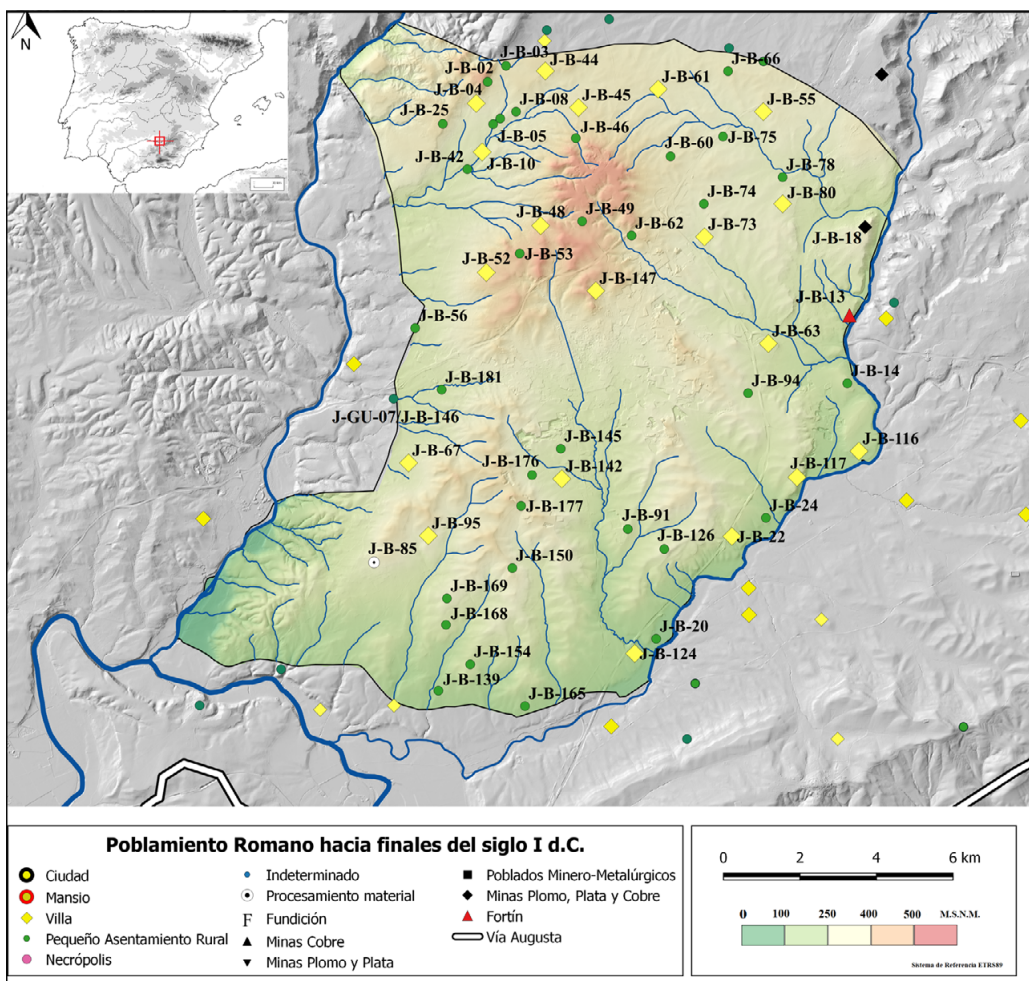 N
J-B-03
J-B-44
J-B-66
J-B-02
J-B-61
J-B-04
J-B-08
J-B-45
J-B-55
J-B-25
J-B-05
J-B-46
J-B-75
J-B-60
J-B-42
J-B-10
J-B-78
J-B-74
J-B-80
J-B-48
J-B-49
J-B-62
J-B-73
J-B-18
J-B-53
J-B-52
J-B-147
J-B-13
J-B-56
J-B-63
J-B-14
J-B-181
J-B-94
J-GU-07/J-B-146
J-B-145
J-B-116
J-B-67
J-B-176
J-B-142
J-B-117
J-B-177
J-B-24
J-B-95
J-B-91
J-B-22
J-B-85
J-B-126
J-B-150
J-B-169
J-B-168
J-B-20
J-B-154
J-B-124
J-B-139
J-B-165
Poblamiento Romano hacia finales del siglo I d.C.
Ciudad
Mansio
Villa
Pequeño Asentamiento Rural
Necrópolis
Indeterminado
Procesamiento material
F Fundición
Minas Cobre
Minas Plomo y Plata
Poblados Minero-Metalúrgicos
Minas Plomo, Plata y Cobre
Fortín
Vía Augusta
0 2 4 6 km
0 100 250 400 500 M.S.N.M.
Sistema de Referencia ETRS89